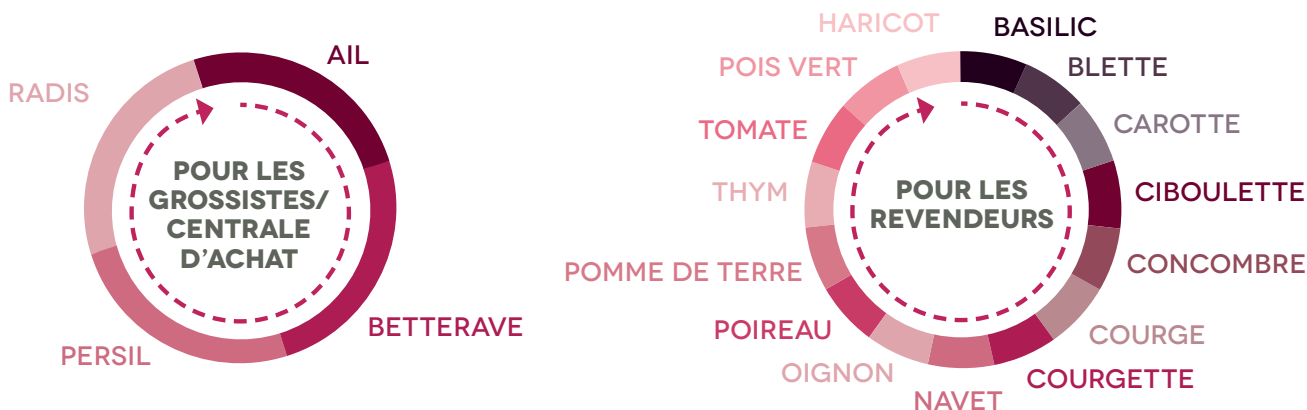 AIL
RADIS
POUR LES
GROSSISTES/
CENTRALE
D’ACHAT
BETTERAVE
PERSIL
HARICOT
BASILIC
POIS VERT
BLETTE
TOMATE
CAROTTE
THYM
POUR LES
REVENDEURS
CIBOULETTE
POMME DE TERRE
CONCOMBRE
POIREAU
COURGE
OIGNON
COURGETTE
NAVET